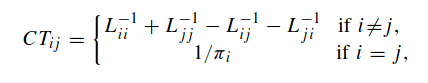 CT_{ij} = { L_{ii}^{-1} + L_{jj}^{-1} − L_{ij}^{-1} − L_{ji}^{-1} if i≠j,
1/π_i if i = j,